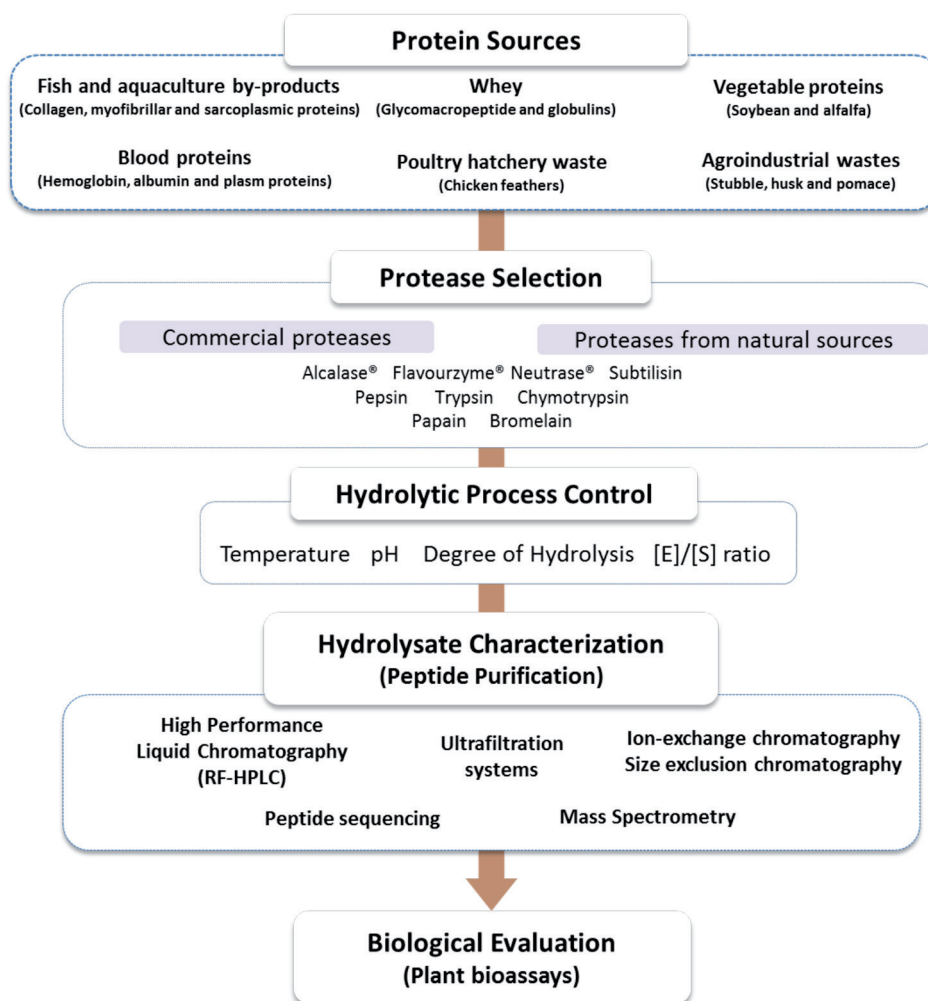 Protein Sources
Fish and aquaculture by-products
(Collagen, myofibrillar and sarcoplasmic proteins)
Whey
(Glycomacropeptide and globulins)
Vegetable proteins
(Soybean and alfalfa)
Blood proteins
(Hemoglobin, albumin and plasm proteins)
Poultry hatchery waste
(Chicken feathers)
Agroindustrial wastes
(Stubble, husk and pomace)
Protease Selection
Commercial proteases
Proteases from natural sources
Alcalase® Flavourzyme® Neutrase® Subtilisin
Pepsin Trypsin Chymotrypsin
Papain Bromelain
Hydrolytic Process Control
Temperature pH Degree of Hydrolysis [E]/[S] ratio
Hydrolysate Characterization
(Peptide Purification)
High Performance
Liquid Chromatography
(RF-HPLC)
Ultrafiltration
systems
Ion-exchange chromatography
Size exclusion chromatography
Peptide sequencing
Mass Spectrometry
Biological Evaluation
(Plant bioassays)